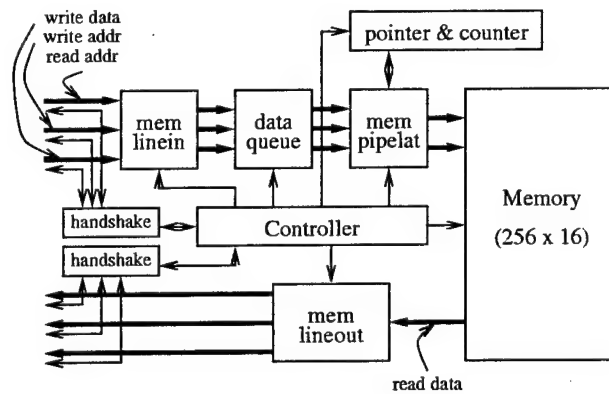 write data
write addr
read addr
pointer & counter
mem
linein
data
queue
mem
pipelat
Memory
(256 x 16)
handshake
Controller
handshake
mem
lineout
read data